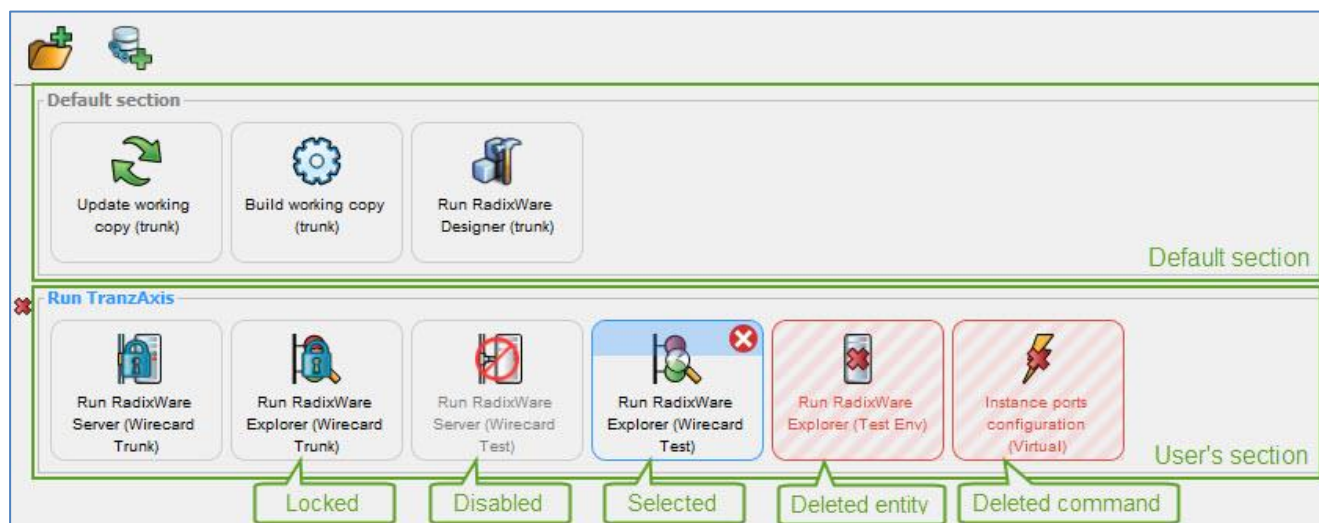 Default section
Update working
copy (trunk)
Build working copy
(trunk)
Run RadixWare
Designer (trunk)
Default section
Run TranzAxis
Run RadixWare
Server (Wirecard
Trunk)
Run RadixWare
Explorer (Wirecard
Trunk)
Run RadixWare
Server (Wirecard
Test)
Run RadixWare
Explorer (Wirecard
Test)
Run RadixWare
Explorer (Test Env)
Instance ports
configuration
(Virtual)
User's section
Locked
Disabled
Selected
Deleted entity
Deleted command